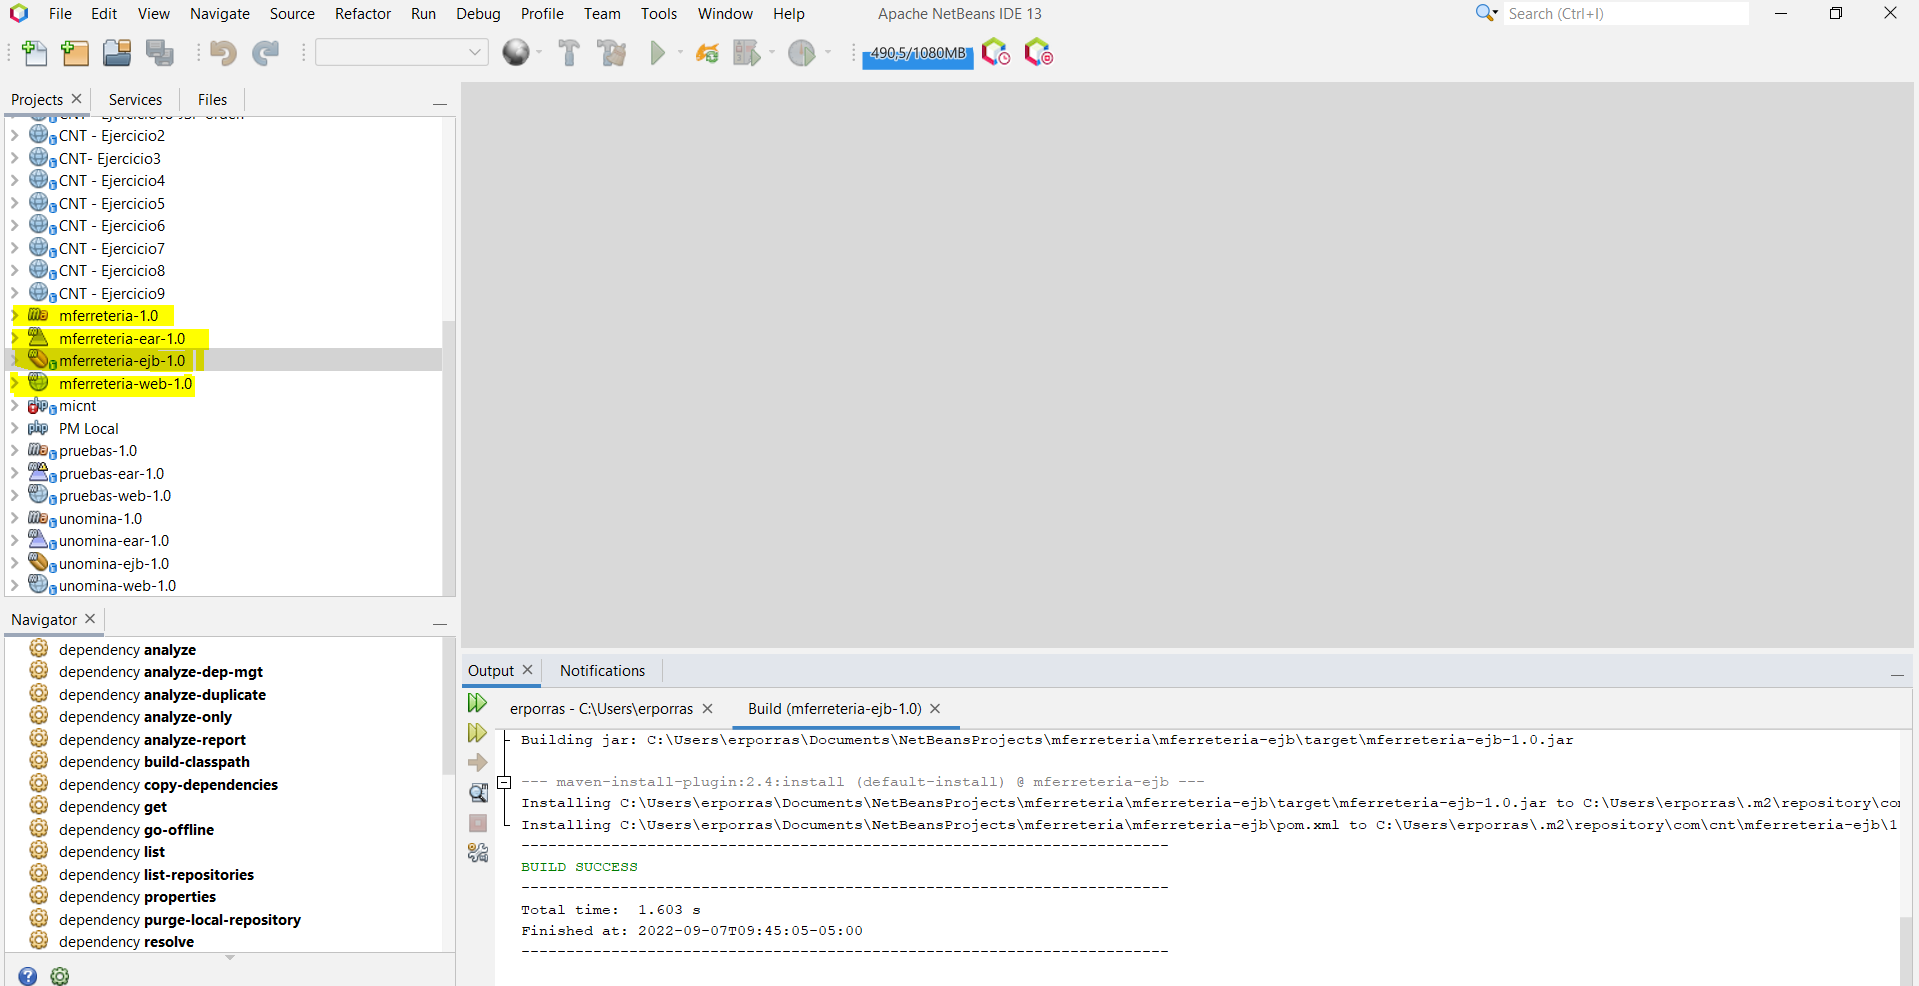 File Edit View Navigate Source Refactor Run Debug Profile Team Tools Window Help
Apache NetBeans IDE 13
Search (Ctrl+I)
490,5/1080MB
Projects Services Files
CNT - Ejercicio2
CNT- Ejercicio3
CNT - Ejercicio4
CNT - Ejercicio5
CNT - Ejercicio6
CNT - Ejercicio7
CNT - Ejercicio8
CNT - Ejercicio9
mferreteria-1.0
mferreteria-ear-1.0
mferreteria-ejb-1.0
mferreteria-web-1.0
micnt
PM Local
pruebas-1.0
pruebas-ear-1.0
pruebas-web-1.0
unomina-1.0
unomina-ear-1.0
unomina-ejb-1.0
unomina-web-1.0
Navigator
dependency analyze
dependency analyze-dep-mgt
dependency analyze-duplicate
dependency analyze-only
dependency analyze-report
dependency build-classpath
dependency copy-dependencies
dependency get
dependency go-offline
dependency list
dependency list-repositories
dependency properties
dependency purge-local-repository
dependency resolve
Output Notifications
erporras - C:\Users\erporras Build (mferreteria-ejb-1.0)
Building jar: C:\Users\erporras\Documents\NetBeansProjects\mferreteria\mferreteria-ejb\target\mferreteria-ejb-1.0.jar
--- maven-install-plugin:2.4:install (default-install) @ mferreteria-ejb ---
Installing C:\Users\erporras\Documents\NetBeansProjects\mferreteria\mferreteria-ejb\target\mferreteria-ejb-1.0.jar to C:\Users\erporras\.m2\repository\co
Installing C:\Users\erporras\Documents\NetBeansProjects\mferreteria\mferreteria-ejb\pom.xml to C:\Users\erporras\.m2\repository\com\cnt\mferreteria-ejb\1
------------------------------------------------------------------------
BUILD SUCCESS
------------------------------------------------------------------------
Total time:  1.603 s
Finished at: 2022-09-07T09:45:05-05:00
------------------------------------------------------------------------